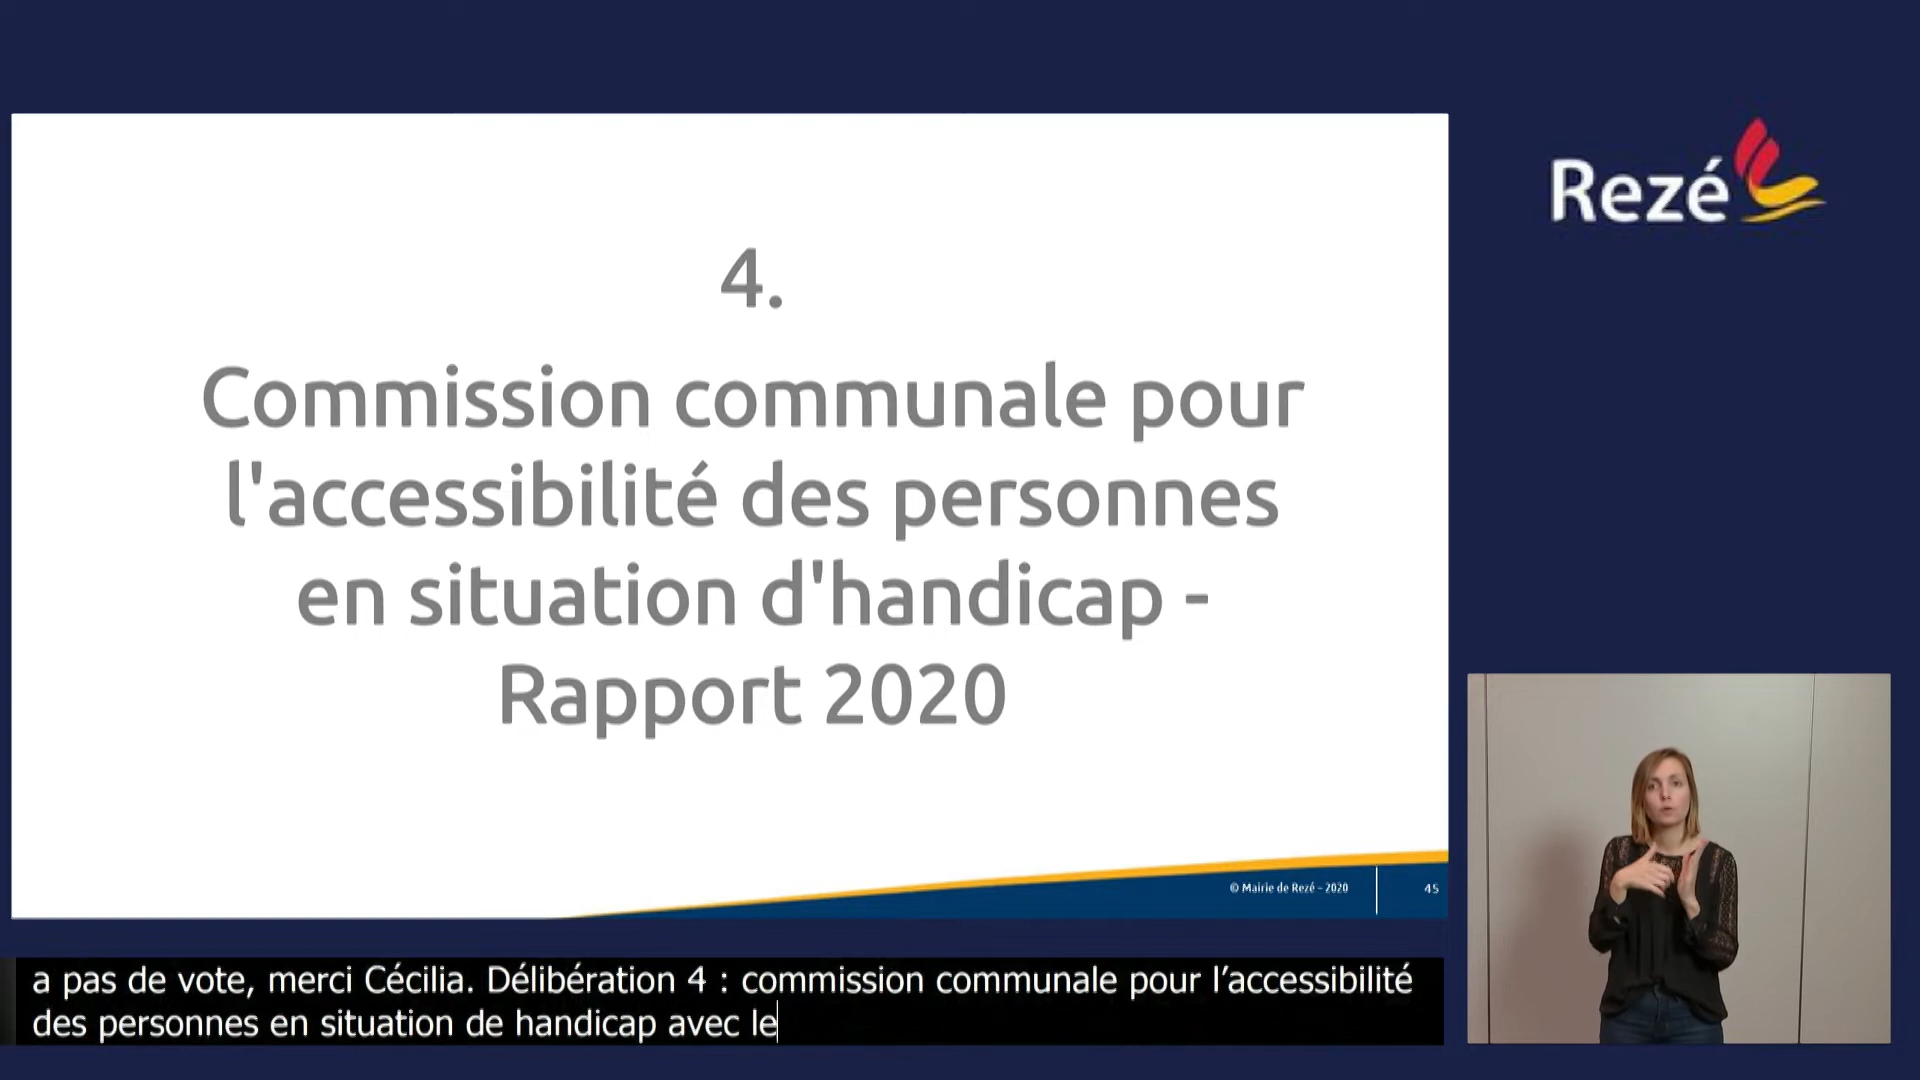 Rezé
4.
Commission communale pour
l'accessibilité des personnes
en situation d'handicap -
Rapport 2020
© Mairie de Rezé - 2020
45
a pas de vote, merci Cécilia. Délibération 4 : commission communale pour l’accessibilité
des personnes en situation de handicap avec le